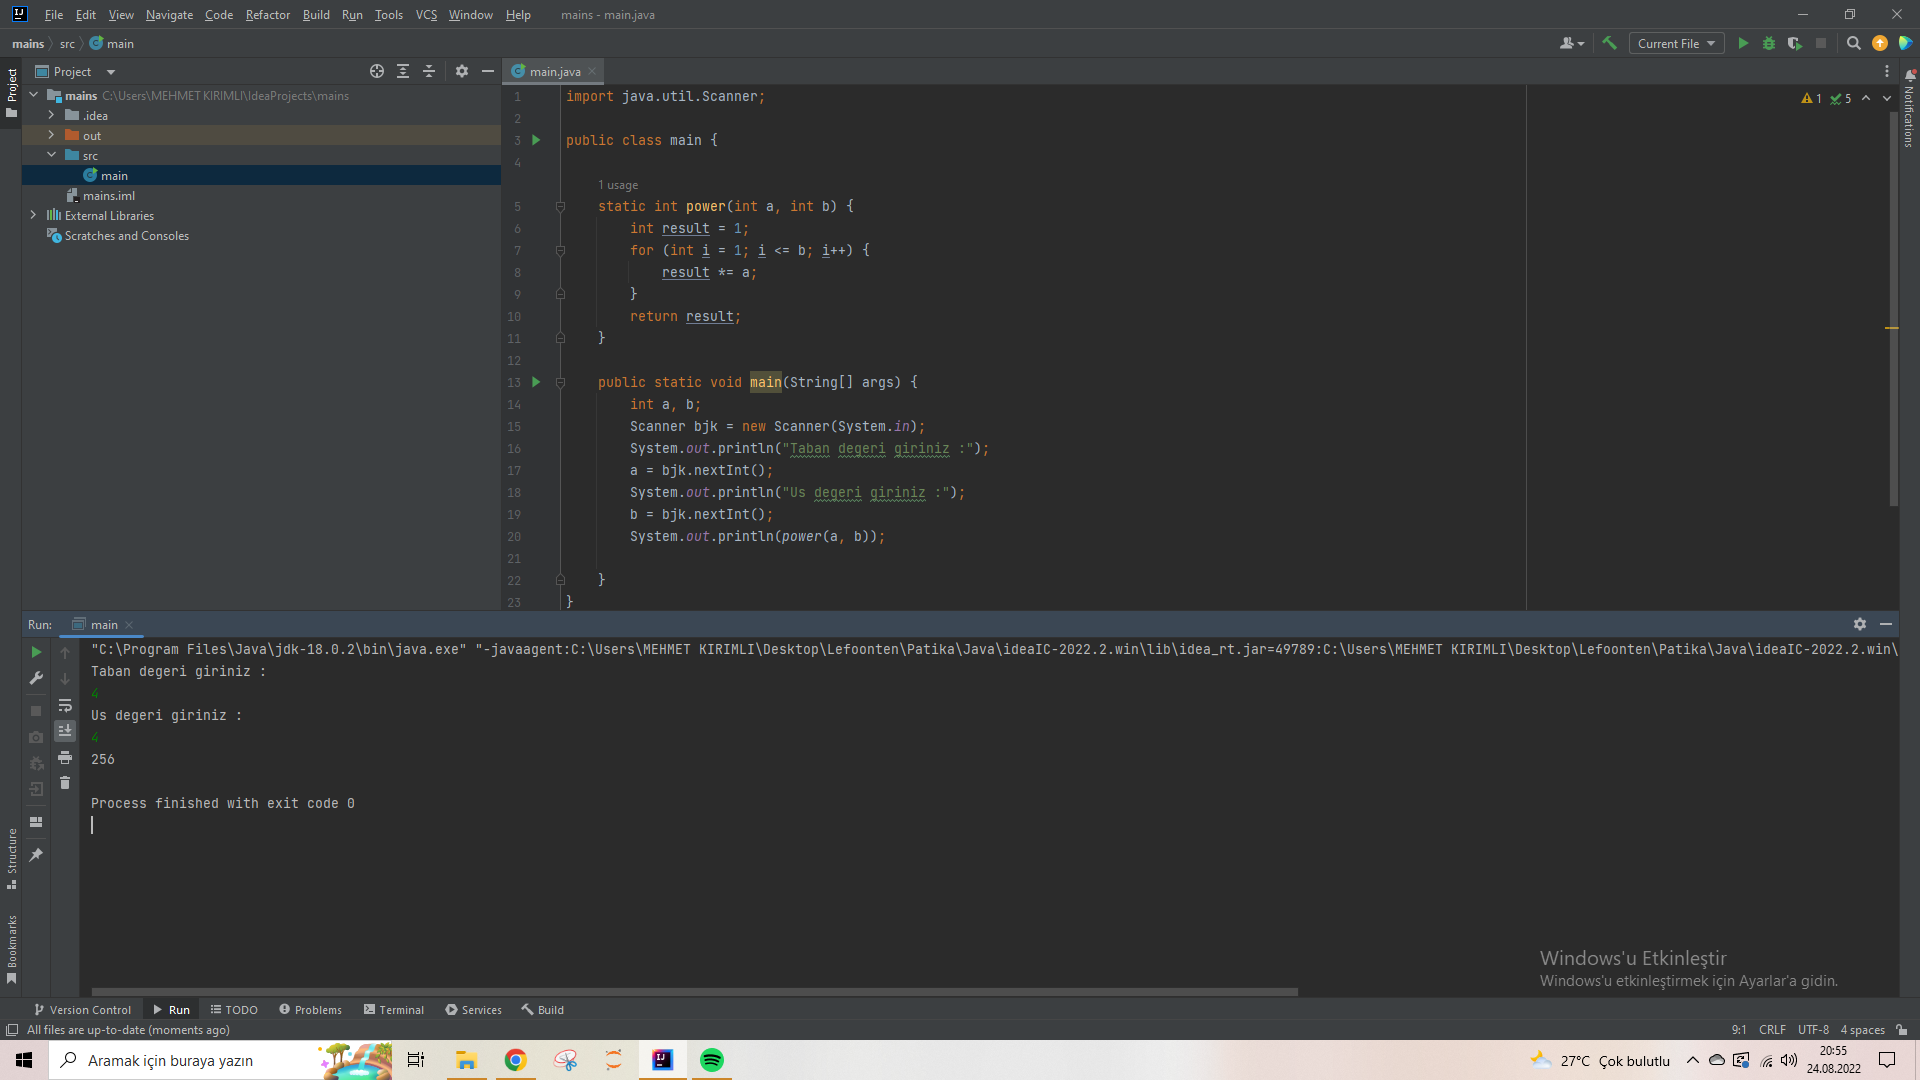 File Edit View Navigate Code Refactor Build Run Tools VCS Window Help mains - main.java
mains src main
Current File
Project
main.java
mains C:\Users\MEHMET KIRIMLI\IdeaProjects\mains
.idea
out
src
main
mains.iml
External Libraries
Scratches and Consoles
Project
Structure
Bookmarks
Notifications
1 5
1 import java.util.Scanner;
2
3 public class main {
4
1 usage
5 static int power(int a, int b) {
6 int result = 1;
7 for (int i = 1; i <= b; i++) {
8 result *= a;
9 }
10 return result;
11 }
12
13 public static void main(String[] args) {
14 int a, b;
15 Scanner bjk = new Scanner(System.in);
16 System.out.println("Taban degeri giriniz :");
17 a = bjk.nextInt();
18 System.out.println("Us degeri giriniz :");
19 b = bjk.nextInt();
20 System.out.println(power(a, b));
21
22 }
23 }
Run: main
"C:\Program Files\Java\jdk-18.0.2\bin\java.exe" "-javaagent:C:\Users\MEHMET KIRIMLI\Desktop\Lefoonten\Patika\Java\ideaIC-2022.2.win\lib\idea_rt.jar=49789:C:\Users\MEHMET KIRIMLI\Desktop\Lefoonten\Patika\Java\ideaIC-2022.2.win\
Taban degeri giriniz :
4
Us degeri giriniz :
4
256
Process finished with exit code 0
Windows'u Etkinleştir
Windows'u etkinleştirmek için Ayarlar'a gidin.
Version Control Run TODO Problems Terminal Services Build
All files are up-to-date (moments ago)
9:1 CRLF UTF-8 4 spaces
Aramak için buraya yazın
27°C Çok bulutlu
20:55
24.08.2022